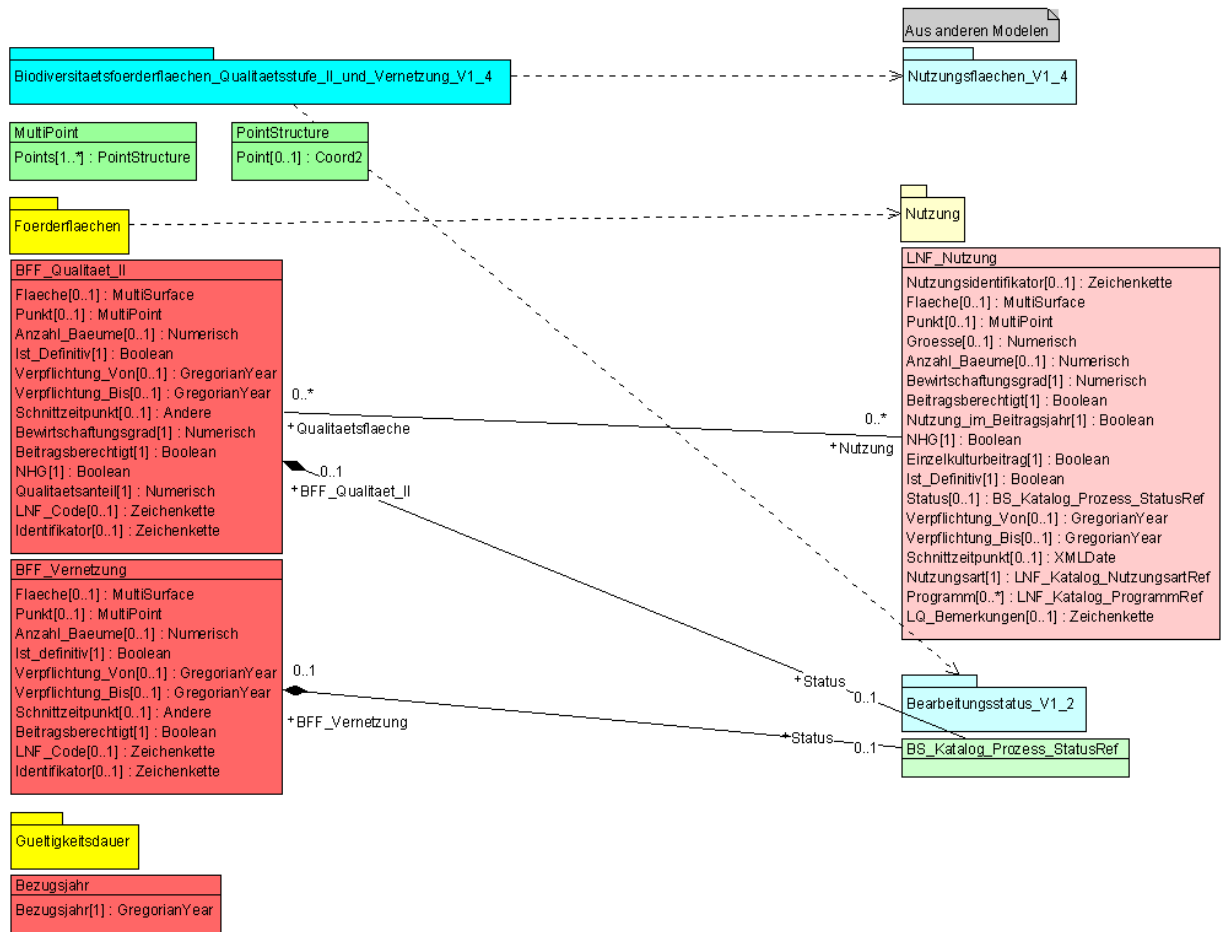 Aus anderen Modelen
Biodiversitaetsfoerderflaechen_Qualitaetsstufe_II_und_Vernetzung_V1_4
Nutzungsflaechen_V1_4
MultiPoint
Points[1..*] : PointStructure
PointStructure
Point[0..1] : Coord2
Foerderflaechen
Nutzung
BFF_Qualitaet_II
Flaeche[0..1] : MultiSurface
Punkt[0..1] : MultiPoint
Anzahl_Baeume[0..1] : Numerisch
Ist_Definitiv[1] : Boolean
Verpflichtung_Von[0..1] : GregorianYear
Verpflichtung_Bis[0..1] : GregorianYear
Schnittzeitpunkt[0..1] : Andere
Bewirtschaftungsgrad[1] : Numerisch
Beitragsberechtigt[1] : Boolean
NHG[1] : Boolean
Qualitaetsanteil[1] : Numerisch
LNF_Code[0..1] : Zeichenkette
Identifikator[0..1] : Zeichenkette
0..*
+Qualitaetsflaeche
0..*
+Nutzung
0..1
+BFF_Qualitaet_II
LNF_Nutzung
Nutzungsidentifikator[0..1] : Zeichenkette
Flaeche[0..1] : MultiSurface
Punkt[0..1] : MultiPoint
Groesse[0..1] : Numerisch
Anzahl_Baeume[0..1] : Numerisch
Bewirtschaftungsgrad[1] : Numerisch
Beitragsberechtigt[1] : Boolean
Nutzung_im_Beitragsjahr[1] : Boolean
NHG[1] : Boolean
Einzelkulturbeitrag[1] : Boolean
Ist_Definitiv[1] : Boolean
Status[0..1] : BS_Katalog_Prozess_StatusRef
Verpflichtung_Von[0..1] : GregorianYear
Verpflichtung_Bis[0..1] : GregorianYear
Schnittzeitpunkt[0..1] : XMLDate
Nutzungsart[1] : LNF_Katalog_NutzungsartRef
Programm[0..*] : LNF_Katalog_ProgrammRef
LQ_Bemerkungen[0..1] : Zeichenkette
BFF_Vernetzung
Flaeche[0..1] : MultiSurface
Punkt[0..1] : MultiPoint
Anzahl_Baeume[0..1] : Numerisch
Ist_definitiv[1] : Boolean
Verpflichtung_Von[0..1] : GregorianYear
Verpflichtung_Bis[0..1] : GregorianYear
Schnittzeitpunkt[0..1] : Andere
Beitragsberechtigt[1] : Boolean
LNF_Code[0..1] : Zeichenkette
Identifikator[0..1] : Zeichenkette
0..1
+BFF_Vernetzung
+Status
0..1
+Status
0..1
Bearbeitungsstatus_V1_2
BS_Katalog_Prozess_StatusRef
Gueltigkeitsdauer
Bezugsjahr
Bezugsjahr[1] : GregorianYear